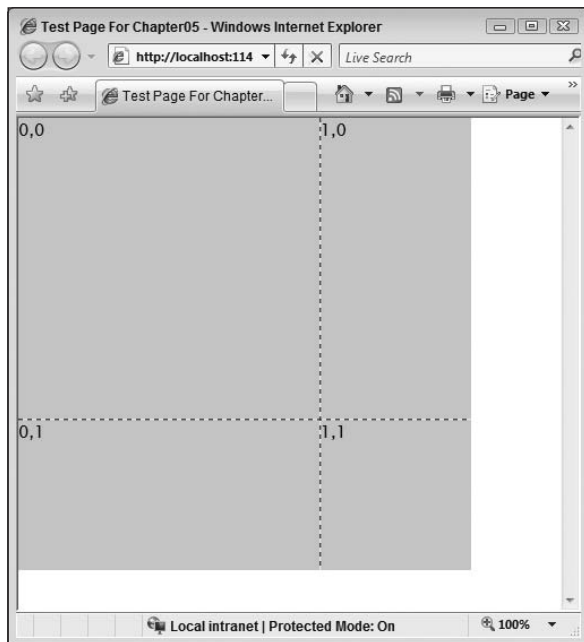 Test Page For Chapter05 - Windows Internet Explorer
http://localhost:114 Live Search
Test Page For Chapter... Page »
0,0 1,0
0,1 1,1
Local intranet | Protected Mode: On 100%